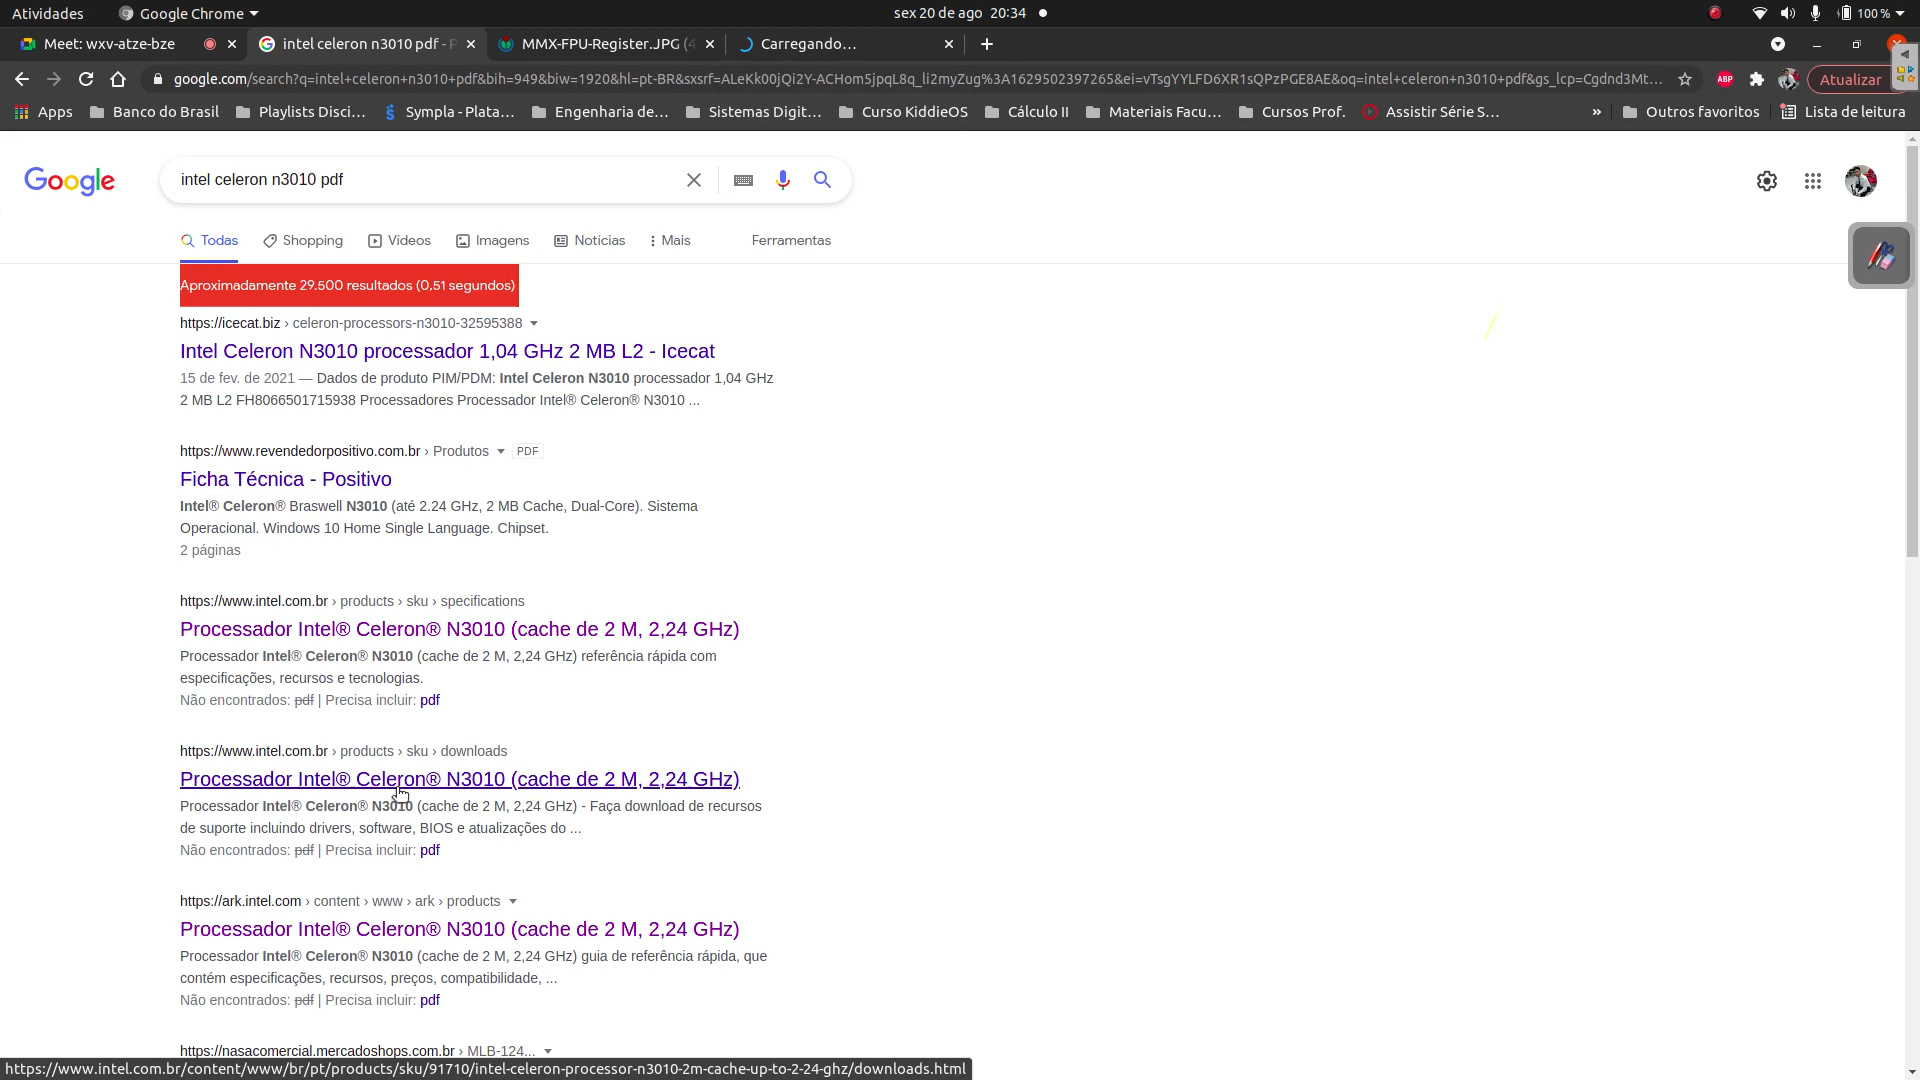 Atividades
Google Chrome
sex 20 de ago 20:34
100 %
Meet: wxv-atze-bze
intel celeron n3010 pdf - P
MMX-FPU-Register.JPG (4
Carregando…
google.com/search?q=intel+celeron+n3010+pdf&bih=949&biw=1920&hl=pt-BR&sxsrf=ALeKk00jQi2Y-ACHom5jpqL8q_li2myZug%3A1629502397265&ei=vTsgYYLFD6XR1sQPzPGE8AE&oq=intel+celeron+n3010+pdf&gs_lcp=Cgdnd3Mt…
ABP
Atualizar
Apps
Banco do Brasil
Playlists Disci…
Sympla - Plata…
Engenharia de…
Sistemas Digit…
Curso KiddieOS
Cálculo II
Materiais Facu…
Cursos Prof.
Assistir Série S…
»
Outros favoritos
Lista de leitura
Google
intel celeron n3010 pdf
Todas
Shopping
Vídeos
Imagens
Notícias
Mais
Ferramentas
Aproximadamente 29.500 resultados (0,51 segundos)
https://icecat.biz › celeron-processors-n3010-32595388
Intel Celeron N3010 processador 1,04 GHz 2 MB L2 - Icecat
15 de fev. de 2021 — Dados de produto PIM/PDM: Intel Celeron N3010 processador 1,04 GHz
2 MB L2 FH8066501715938 Processadores Processador Intel® Celeron® N3010 ...
https://www.revendedorpositivo.com.br › Produtos PDF
Ficha Técnica - Positivo
Intel® Celeron® Braswell N3010 (até 2.24 GHz, 2 MB Cache, Dual-Core). Sistema
Operacional. Windows 10 Home Single Language. Chipset.
2 páginas
https://www.intel.com.br › products › sku › specifications
Processador Intel® Celeron® N3010 (cache de 2 M, 2,24 GHz)
Processador Intel® Celeron® N3010 (cache de 2 M, 2,24 GHz) referência rápida com
especificações, recursos e tecnologias.
Não encontrados: pdf | Precisa incluir: pdf
https://www.intel.com.br › products › sku › downloads
Processador Intel® Celeron® N3010 (cache de 2 M, 2,24 GHz)
Processador Intel® Celeron® N3010 (cache de 2 M, 2,24 GHz) - Faça download de recursos
de suporte incluindo drivers, software, BIOS e atualizações do ...
Não encontrados: pdf | Precisa incluir: pdf
https://ark.intel.com › content › www › ark › products
Processador Intel® Celeron® N3010 (cache de 2 M, 2,24 GHz)
Processador Intel® Celeron® N3010 (cache de 2 M, 2,24 GHz) guia de referência rápida, que
contém especificações, recursos, preços, compatibilidade, ...
Não encontrados: pdf | Precisa incluir: pdf
https://nasacomercial.mercadoshops.com.br › MLB-124...
https://www.intel.com.br/content/www/br/pt/products/sku/91710/intel-celeron-processor-n3010-2m-cache-up-to-2-24-ghz/downloads.html